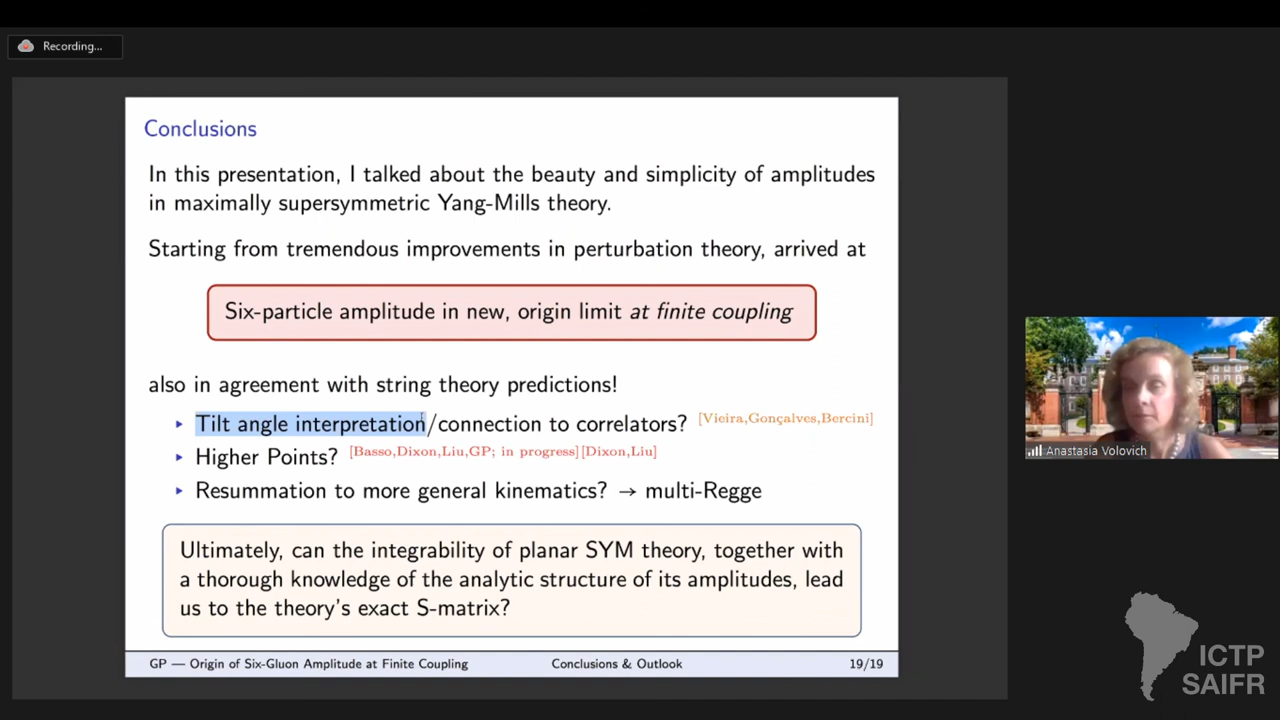 Recording...
Conclusions
In this presentation, I talked about the beauty and simplicity of amplitudes
in maximally supersymmetric Yang-Mills theory.
Starting from tremendous improvements in perturbation theory, arrived at
Six-particle amplitude in new, origin limit at finite coupling
also in agreement with string theory predictions!
▸ Tilt angle interpretation/connection to correlators? [Vieira,Gonçalves,Bercini]
▸ Higher Points? [Basso,Dixon,Liu,GP; in progress][Dixon,Liu]
▸ Resummation to more general kinematics? → multi-Regge
Ultimately, can the integrability of planar SYM theory, together with
a thorough knowledge of the analytic structure of its amplitudes, lead
us to the theory's exact S-matrix?
GP — Origin of Six-Gluon Amplitude at Finite Coupling Conclusions & Outlook 19/19
Anastasia Volovich
ICTP
SAIFR